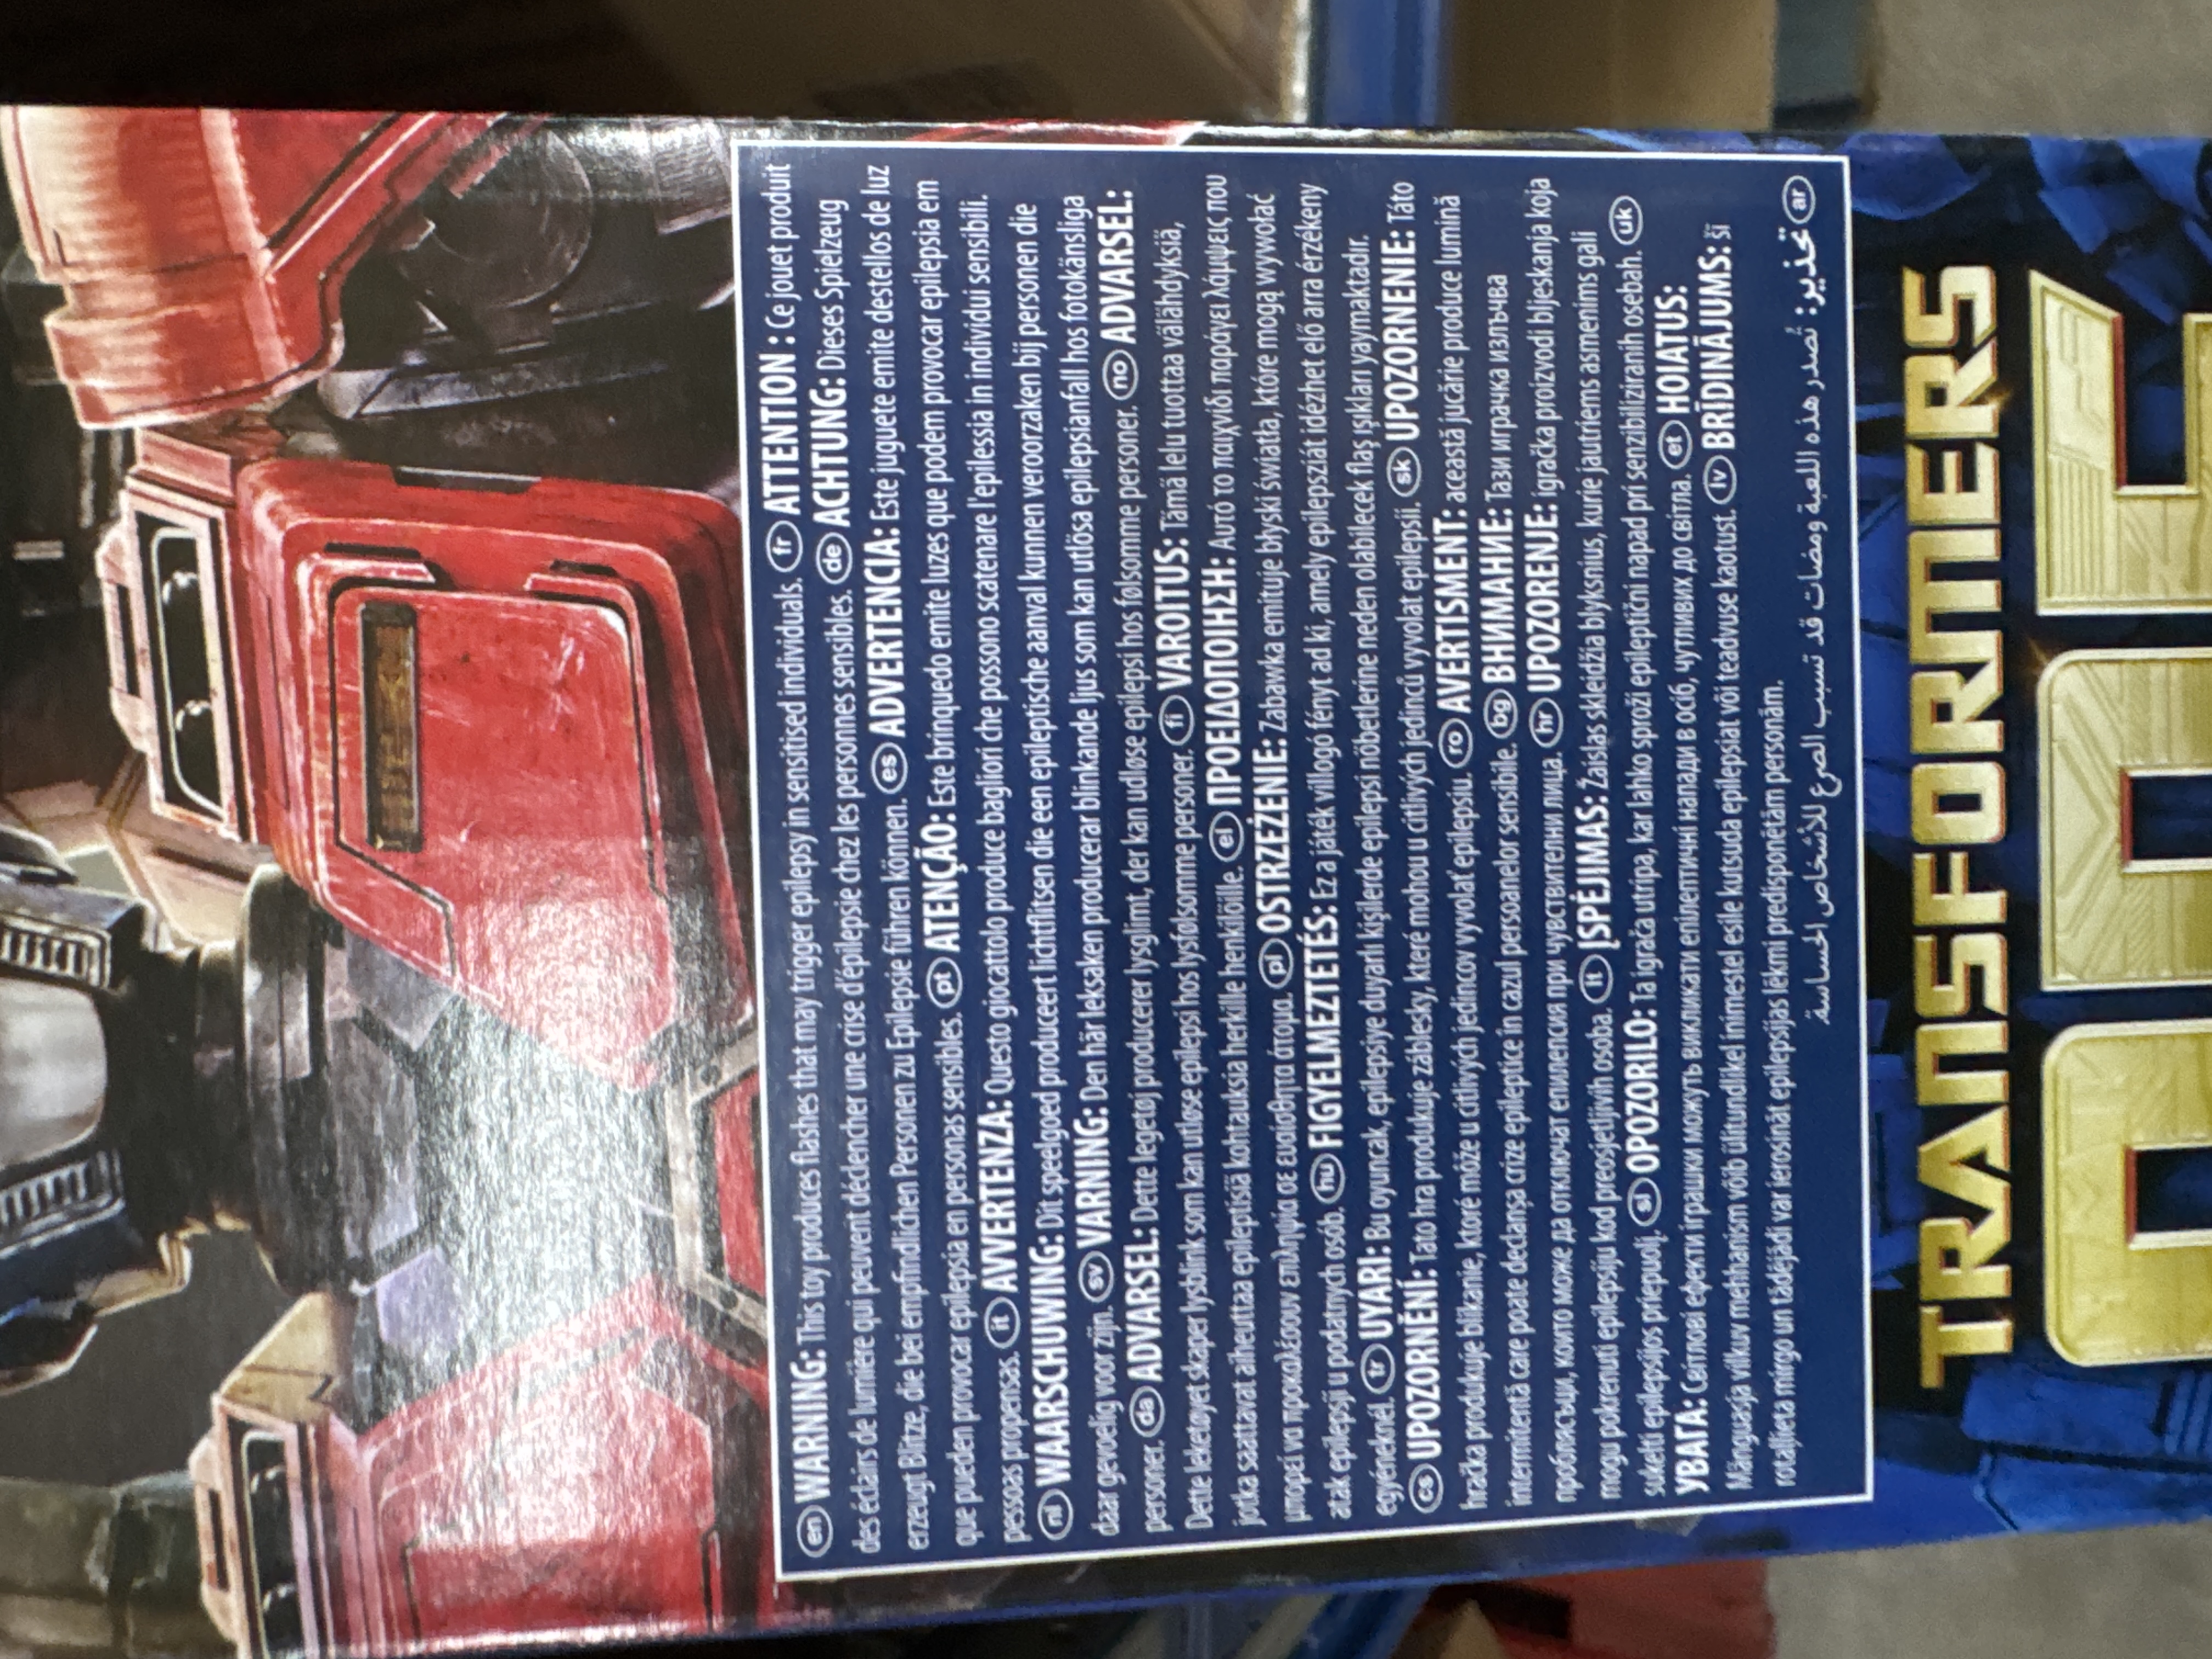 en WARNING: This toy produces flashes that may trigger epilepsy in sensitised individuals. fr ATTENTION : Ce jouet produit
des éclairs de lumière qui peuvent déclencher une crise d'épilepsie chez les personnes sensibles. de ACHTUNG: Dieses Spielzeug
erzeugt Blitze, die bei empfindlichen Personen zu Epilepsie führen können. es ADVERTENCIA: Este juguete emite destellos de luz
que pueden provocar epilepsia en personas sensibles. pt ATENÇÃO: Este brinquedo emite luzes que podem provocar epilepsia em
pessoas propensas. it AVVERTENZA: Questo giocattolo produce bagliori che possono scatenare l'epilessia in individui sensibili.
nl WAARSCHUWING: Dit speelgoed produceert lichtflitsen die een epileptische aanval kunnen veroorzaken bij personen die
daar gevoelig voor zijn. sv VARNING: Den här leksaken producerar blinkande ljus som kan utlösa epilepsianfall hos fotokänsliga
personer. da ADVARSEL: Dette legetøj producerer lysglimt, der kan udløse epilepsi hos følsomme personer. no ADVARSEL:
Dette leketøyet skaper lysblink som kan utløse epilepsi hos lysfølsomme personer. fi VAROITUS: Tämä lelu tuottaa välähdyksiä,
jotka saattavat aiheuttaa epileptisiä kohtauksia herkille henkilöille. el ΠΡΟΕΙΔΟΠΟΙΗΣΗ: Αυτό το παιχνίδι παράγει λάμψεις που
μπορεί να προκαλέσουν επιληψία σε ευαίσθητα άτομα. pl OSTRZEŻENIE: Zabawka emituje błyski światła, które mogą wywołać
atak epilepsji u podatnych osób. hu FIGYELMEZTETÉS: Ez a játék villogó fényt ad ki, amely epilepsziát idézhet elő arra érzékeny
egyéneknél. tr UYARI: Bu oyuncak, epilepsiye duyarlı kişilerde epilepsi nöbetlerine neden olabilecek flaş ışıkları yaymaktadır.
cs UPOZORNĚNÍ: Tato hra produkuje záblesky, které mohou u citlivých jedinců vyvolat epilepsii. sk UPOZORNENIE: Táto
hračka produkuje blikanie, ktoré môže u citlivých jedincov vyvolať epilepsiu. ro AVERTISMENT: această jucărie produce lumină
intermitentă care poate declanșa crize epileptice în cazul persoanelor sensibile. bg ВНИМАНИЕ: Тази играчка излъчва
проблясъци, които може да отключат епилепсия при чувствителни лица. hr UPOZORENJE: igračka proizvodi bljeskanja koja
mogu pokrenuti epilepsiju kod preosjetljivih osoba. lt ĮSPĖJIMAS: Žaislas skleidžia blyksnius, kurie jautriems asmenims gali
sukelti epilepsijos priepuolį. sl OPOZORILO: Ta igrača utripa, kar lahko sproži epileptični napad pri senzibiliziranih osebah. uk
УВАГА: Світлові ефекти іграшки можуть викликати епілептичні напади в осіб, чутливих до світла. et HOIATUS:
Mänguasja vilkuv mehhanism võib ülitundlikel inimestel esile kutsuda epilepsiat või teadvuse kaotust. lv BRĪDINĀJUMS: šī
rotaļlieta mirgo un tādējādi var ierosināt epilepsijas lēkmi predisponētām personām.
ar تحذير: تُصدر هذه اللعبة ومضات قد تسبب الصرع للأشخاص الحساسة
TRANSFORMERS